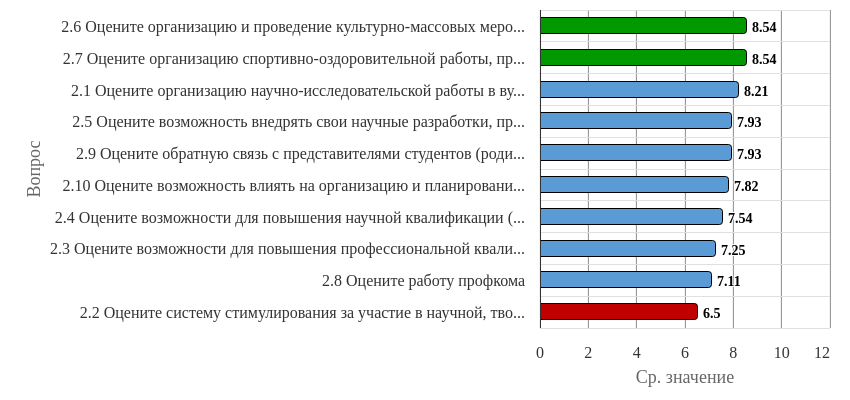 2.6 Оцените организацию и проведение культурно-массовых меро...
8.54
2.7 Оцените организацию спортивно-оздоровительной работы, пр...
8.54
2.1 Оцените организацию научно-исследовательской работы в ву...
8.21
2.5 Оцените возможность внедрять свои научные разработки, пр...
7.93
2.9 Оцените обратную связь с представителями студентов (роди...
7.93
2.10 Оцените возможность влиять на организацию и планировани...
7.82
2.4 Оцените возможности для повышения научной квалификации (...
7.54
2.3 Оцените возможности для повышения профессиональной квали...
7.25
2.8 Оцените работу профкома
7.11
2.2 Оцените систему стимулирования за участие в научной, тво...
6.5
Вопрос
0 2 4 6 8 10 12
Ср. значение